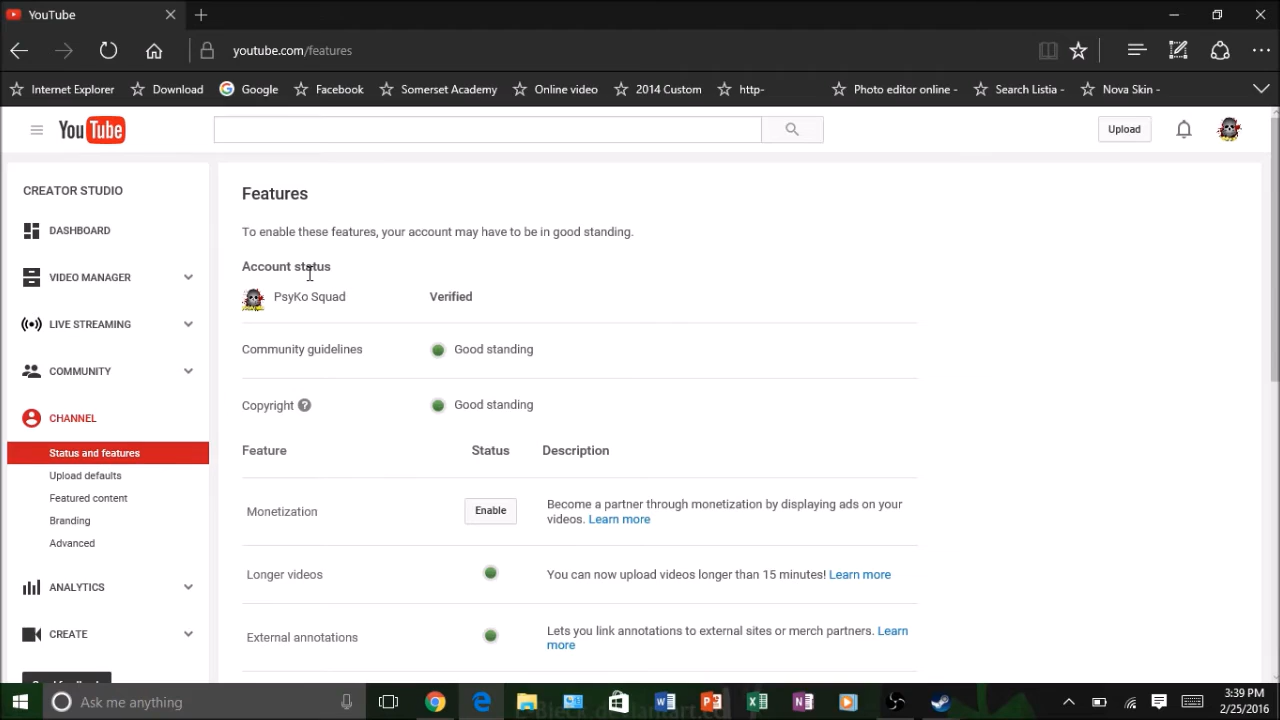 YouTube
youtube.com/features
Internet Explorer Download Google Facebook Somerset Academy Online video 2014 Custom http- Photo editor online - Search Listia - Nova Skin -
YouTube Upload
CREATOR STUDIO
DASHBOARD
VIDEO MANAGER
LIVE STREAMING
COMMUNITY
CHANNEL
Status and features
Upload defaults
Featured content
Branding
Advanced
ANALYTICS
CREATE
Features
To enable these features, your account may have to be in good standing.
Account status
PsyKo Squad Verified
Community guidelines Good standing
Copyright ? Good standing
Feature Status Description
Monetization Enable Become a partner through monetization by displaying ads on your
videos. Learn more
Longer videos You can now upload videos longer than 15 minutes! Learn more
External annotations Lets you link annotations to external sites or merch partners. Learn
more
Ask me anything
3:39 PM
2/25/2016